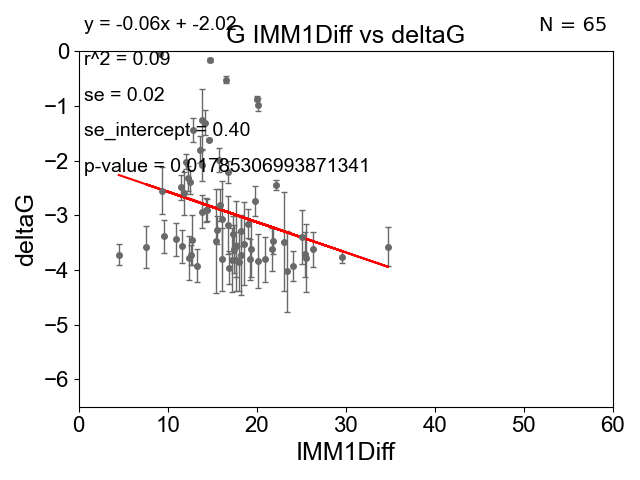 y = -0.06x + -2.02
N = 65
G IMM1Diff vs deltaG
r^2 = 0.09
se = 0.02
se_intercept = 0.40
p-value = 0.01785306993871341
0
−1
−2
−3
−4
−5
−6
deltaG
0 10 20 30 40 50 60
IMM1Diff